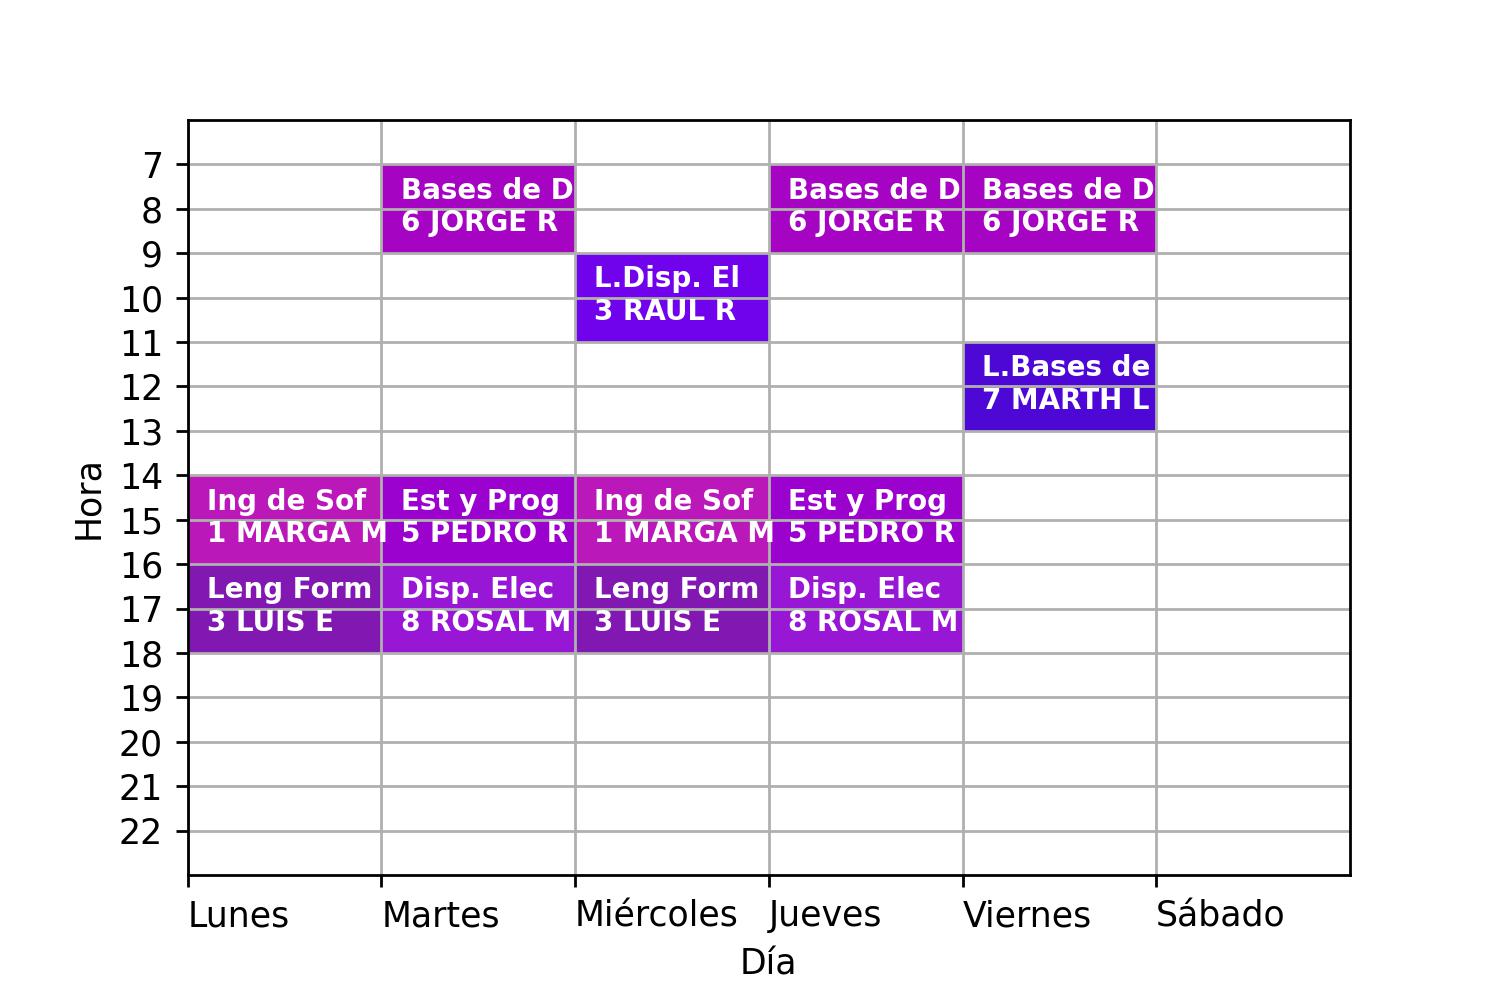 7
8
9
10
11
12
13
14
15
16
17
18
19
20
21
22
Hora
Bases de D
6 JORGE R
Bases de D
6 JORGE R
Bases de D
6 JORGE R
L.Disp. El
3 RAUL R
L.Bases de
7 MARTH L
Ing de Sof
1 MARGA M
Est y Prog
5 PEDRO R
Ing de Sof
1 MARGA M
Est y Prog
5 PEDRO R
Leng Form
3 LUIS E
Disp. Elec
8 ROSAL M
Leng Form
3 LUIS E
Disp. Elec
8 ROSAL M
Lunes
Martes
Miércoles
Jueves
Viernes
Sábado
Día